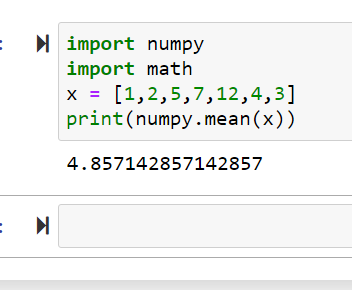 import numpy
import math
x = [1,2,5,7,12,4,3]
print(numpy.mean(x))
4.857142857142857